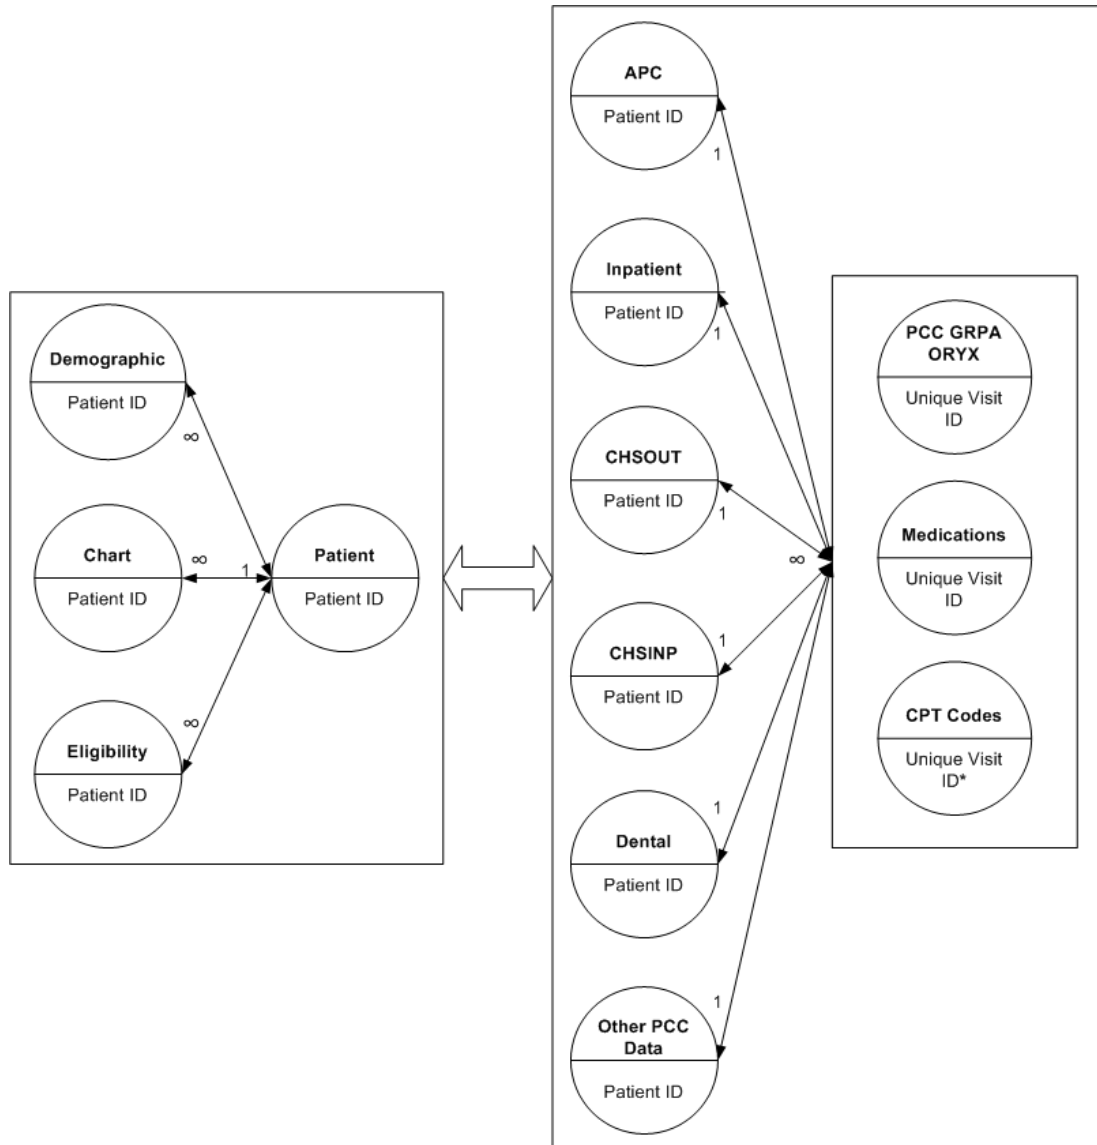 Demographic
Patient ID
∞
Chart
Patient ID
∞
1
Patient
Patient ID
Eligibility
Patient ID
∞
APC
Patient ID
1
Inpatient
Patient ID
1
CHSOUT
Patient ID
1
∞
CHSINP
Patient ID
1
Dental
Patient ID
1
Other PCC
Data
Patient ID
1
PCC GRPA
ORYX
Unique Visit
ID
Medications
Unique Visit
ID
CPT Codes
Unique Visit
ID*